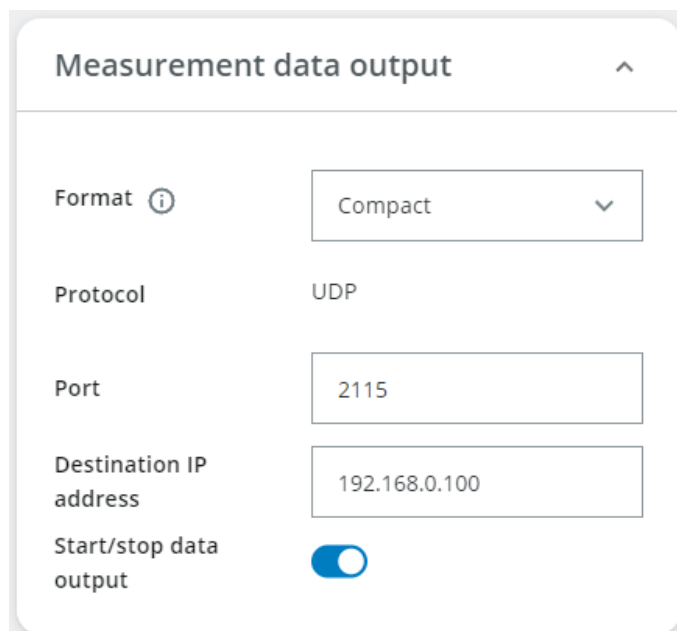 Measurement data output
Format
Compact
Protocol
UDP
Port
2115
Destination IP
address
192.168.0.100
Start/stop data
output